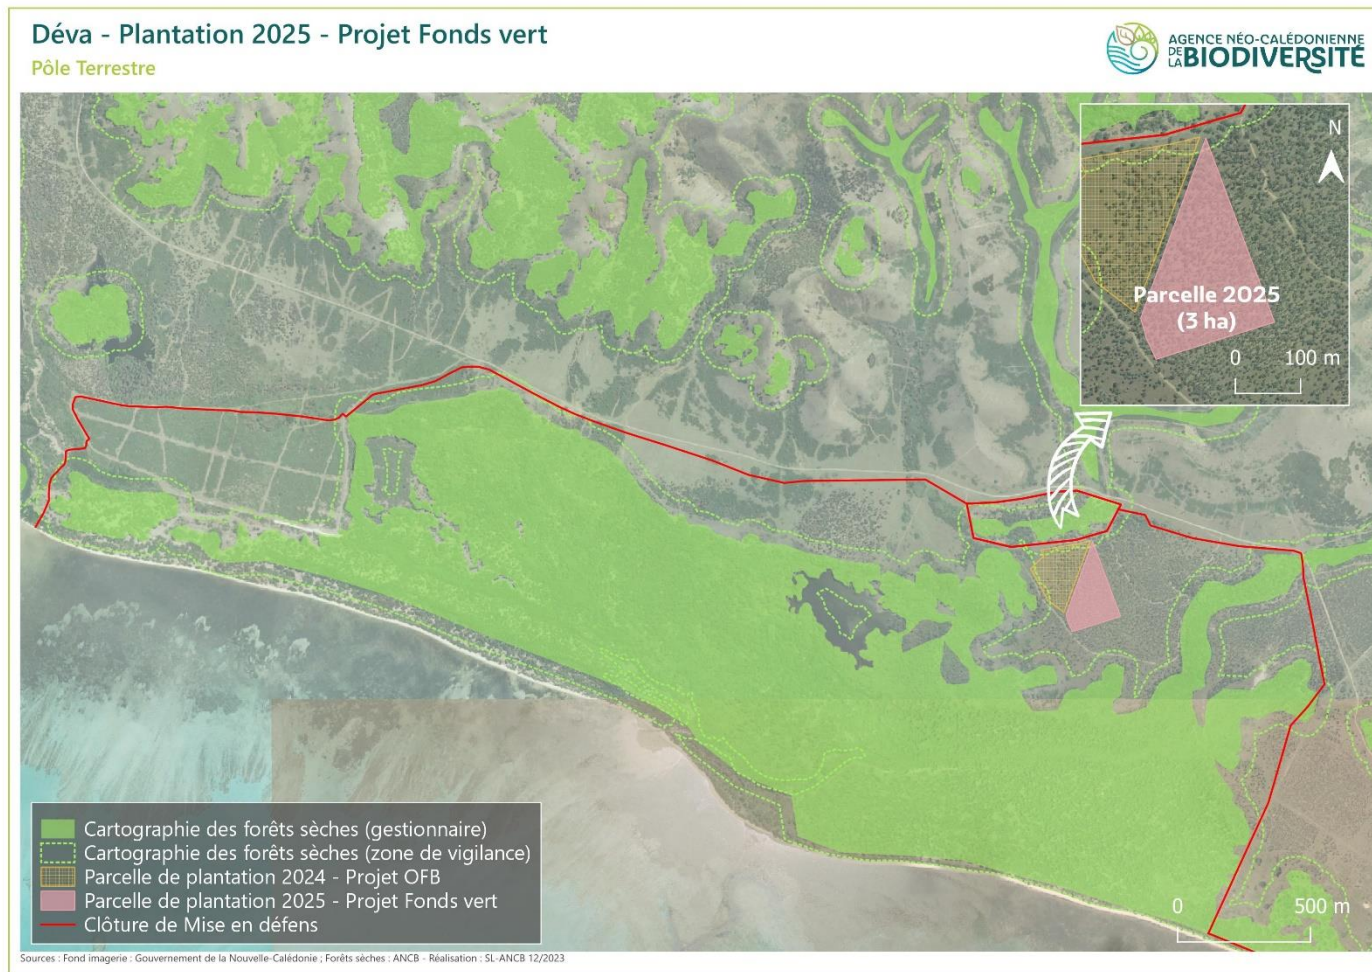 Déva - Plantation 2025 - Projet Fonds vert
Pôle Terrestre
AGENCE NÉO-CALÉDONIENNE
DE LA BIODIVERSITÉ
N
Parcelle 2025
(3 ha)
0 100 m
Cartographie des forêts sèches (gestionnaire)
Cartographie des forêts sèches (zone de vigilance)
Parcelle de plantation 2024 - Projet OFB
Parcelle de plantation 2025 - Projet Fonds vert
Clôture de Mise en défens
0 500 m
Sources : Fond imagerie : Gouvernement de la Nouvelle-Calédonie ; Forêts sèches : ANCB - Réalisation : SL-ANCB 12/2023